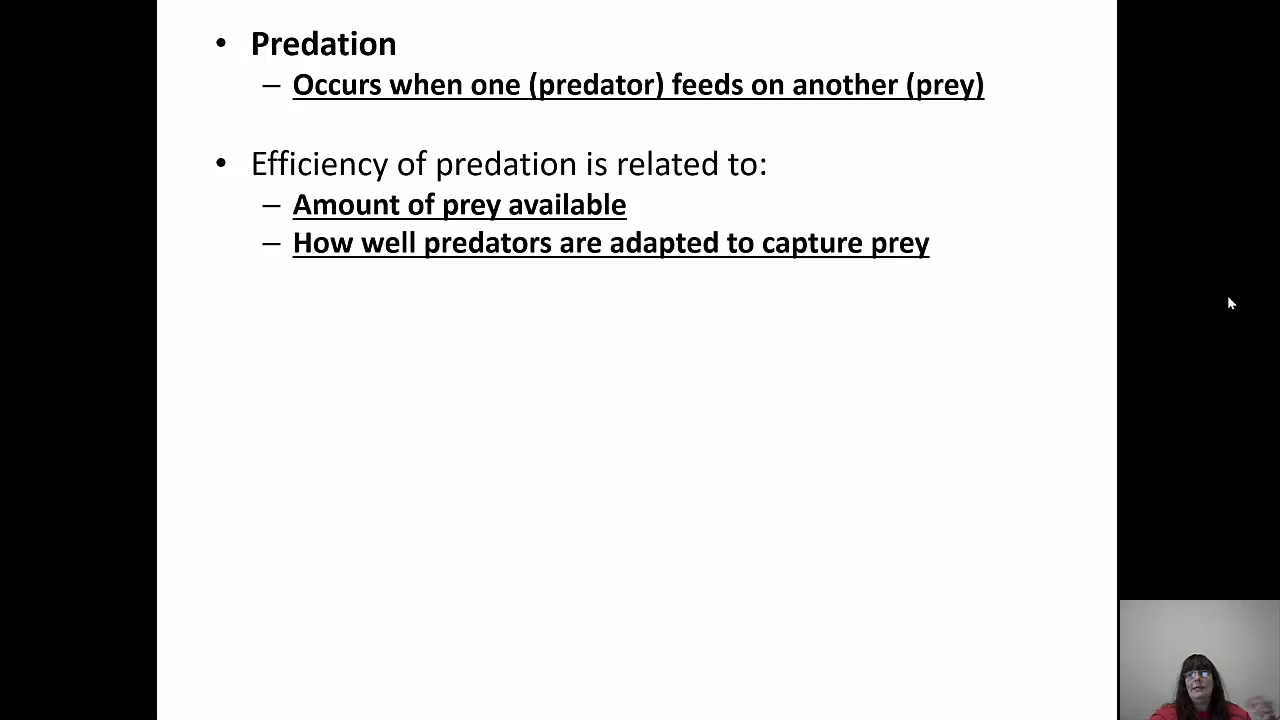 • Predation
– Occurs when one (predator) feeds on another (prey)
• Efficiency of predation is related to:
– Amount of prey available
– How well predators are adapted to capture prey